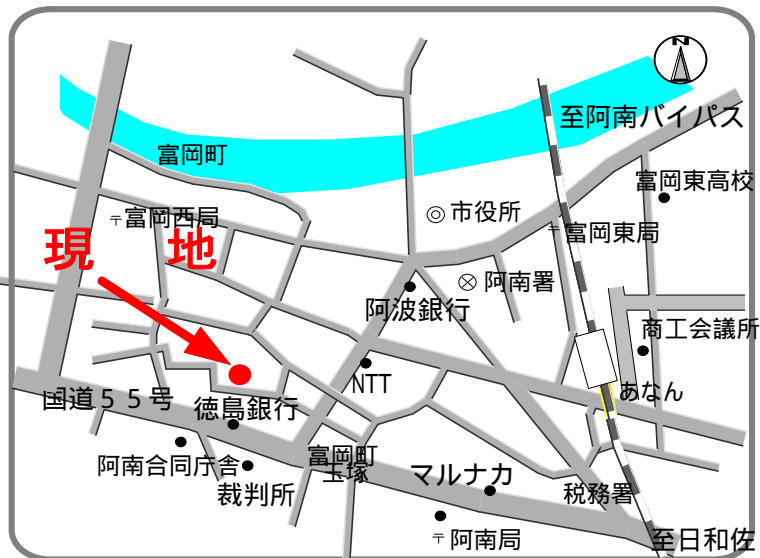 N
至阿南バイパス
富岡町
富岡東高校
〒富岡西局
◎市役所
〒富岡東局
現 地
⊗阿南署
阿波銀行
商工会議所
NTT
あなん
国道５５号
徳島銀行
富岡町
玉塚
阿南合同庁舎
マルナカ
裁判所
税務署
〒阿南局
至日和佐